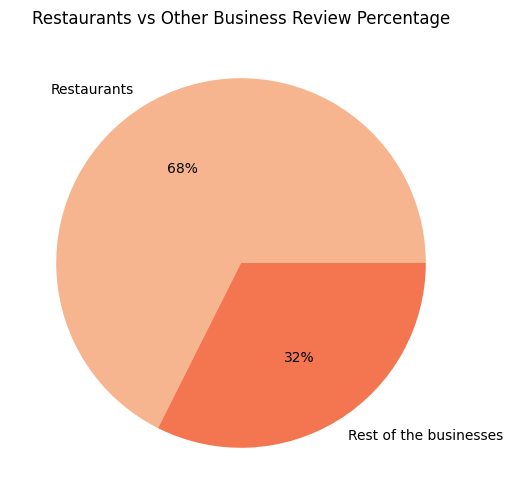 Restaurants vs Other Business Review Percentage
Restaurants
68%
32%
Rest of the businesses